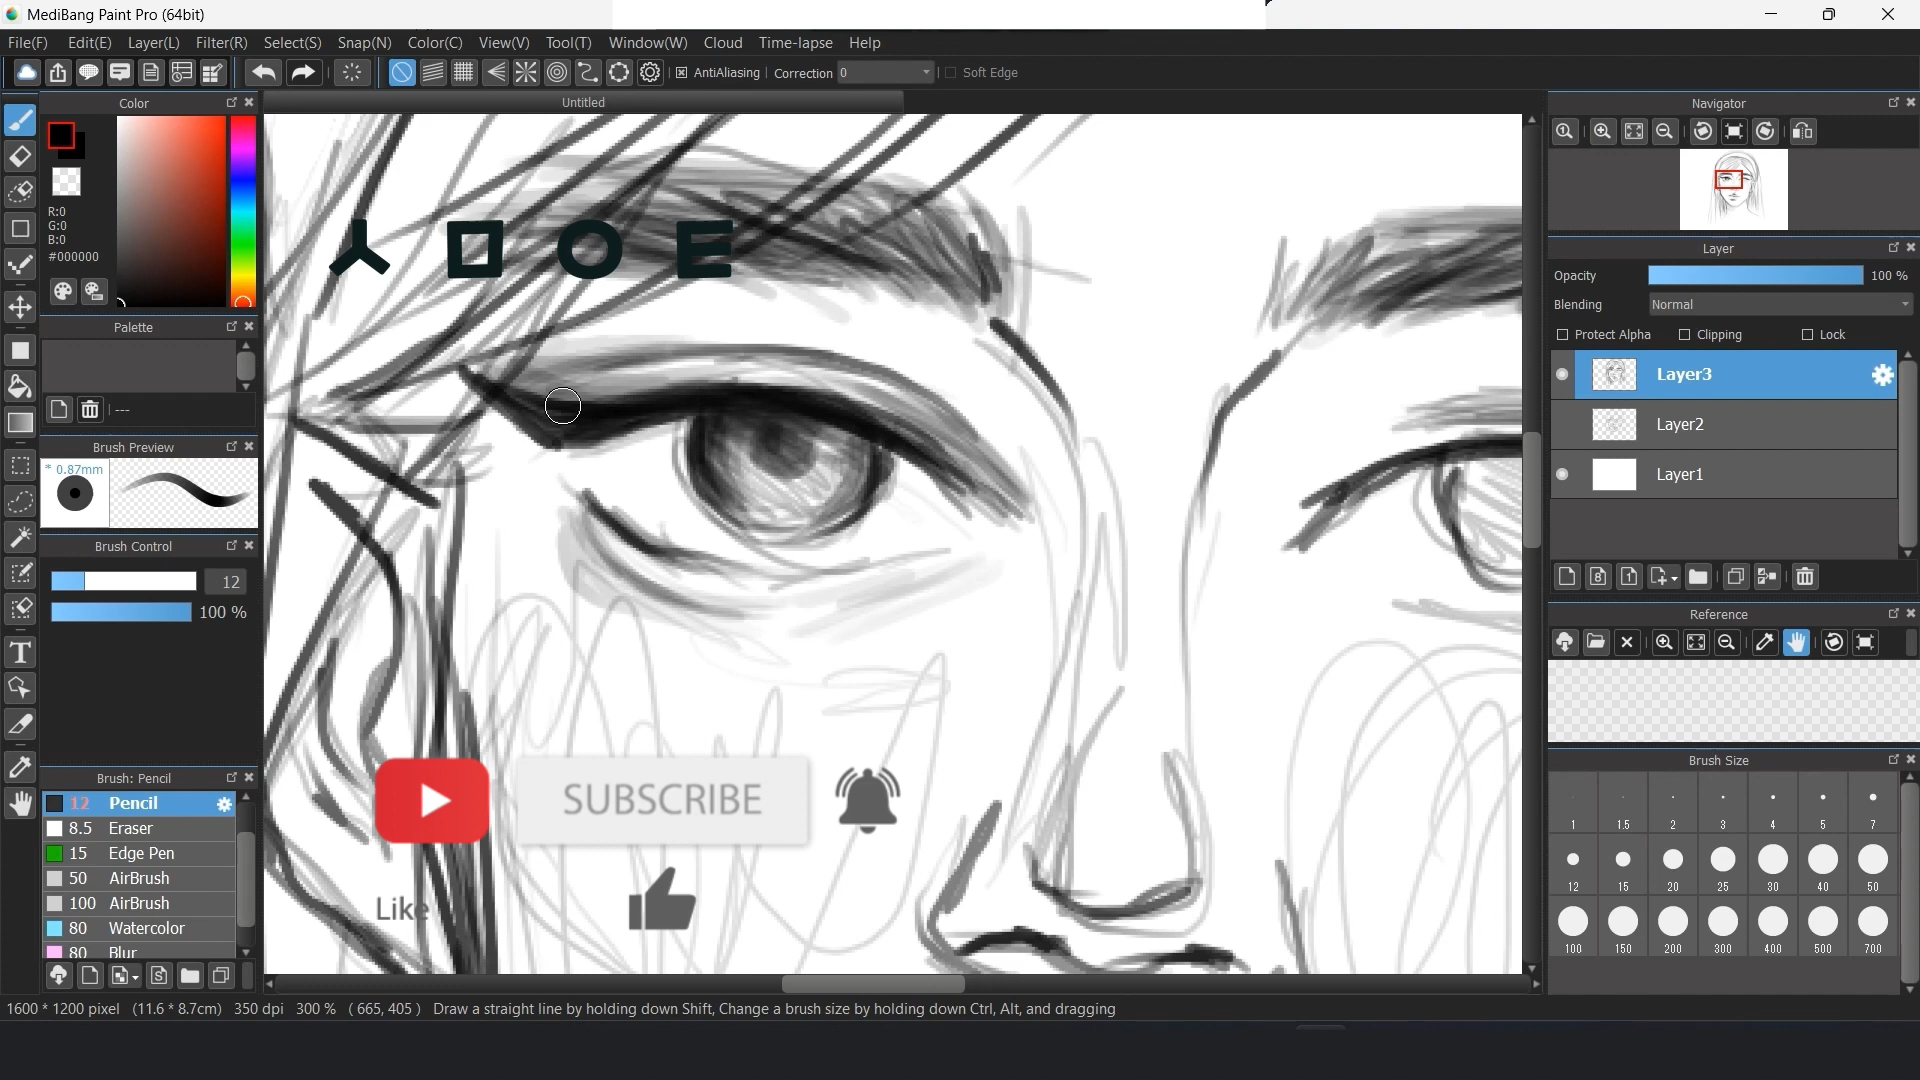 MediBang Paint Pro (64bit)
File(F) Edit(E) Layer(L) Filter(R) Select(S) Snap(N) Color(C) View(V) Tool(T) Window(W) Cloud Time-lapse Help
AntiAliasing Correction 0 Soft Edge
Color
Untitled
Navigator
R:0
G:0
B:0
#000000
Layer
Opacity 100 %
Blending Normal
Palette
Protect Alpha Clipping Lock
Layer3
---
Layer2
Brush Preview
* 0.87mm
Layer1
Brush Control
12
100 %
Reference
T
Brush Size
Brush: Pencil
12 Pencil
8.5 Eraser
15 Edge Pen
50 AirBrush
100 AirBrush
80 Watercolor
80 Blur
SUBSCRIBE
Like
1 1.5 2 3 4 5 7
12 15 20 25 30 40 50
100 150 200 300 400 500 700
1600 * 1200 pixel (11.6 * 8.7cm) 350 dpi 300 % ( 665, 405 ) Draw a straight line by holding down Shift, Change a brush size by holding down Ctrl, Alt, and dragging